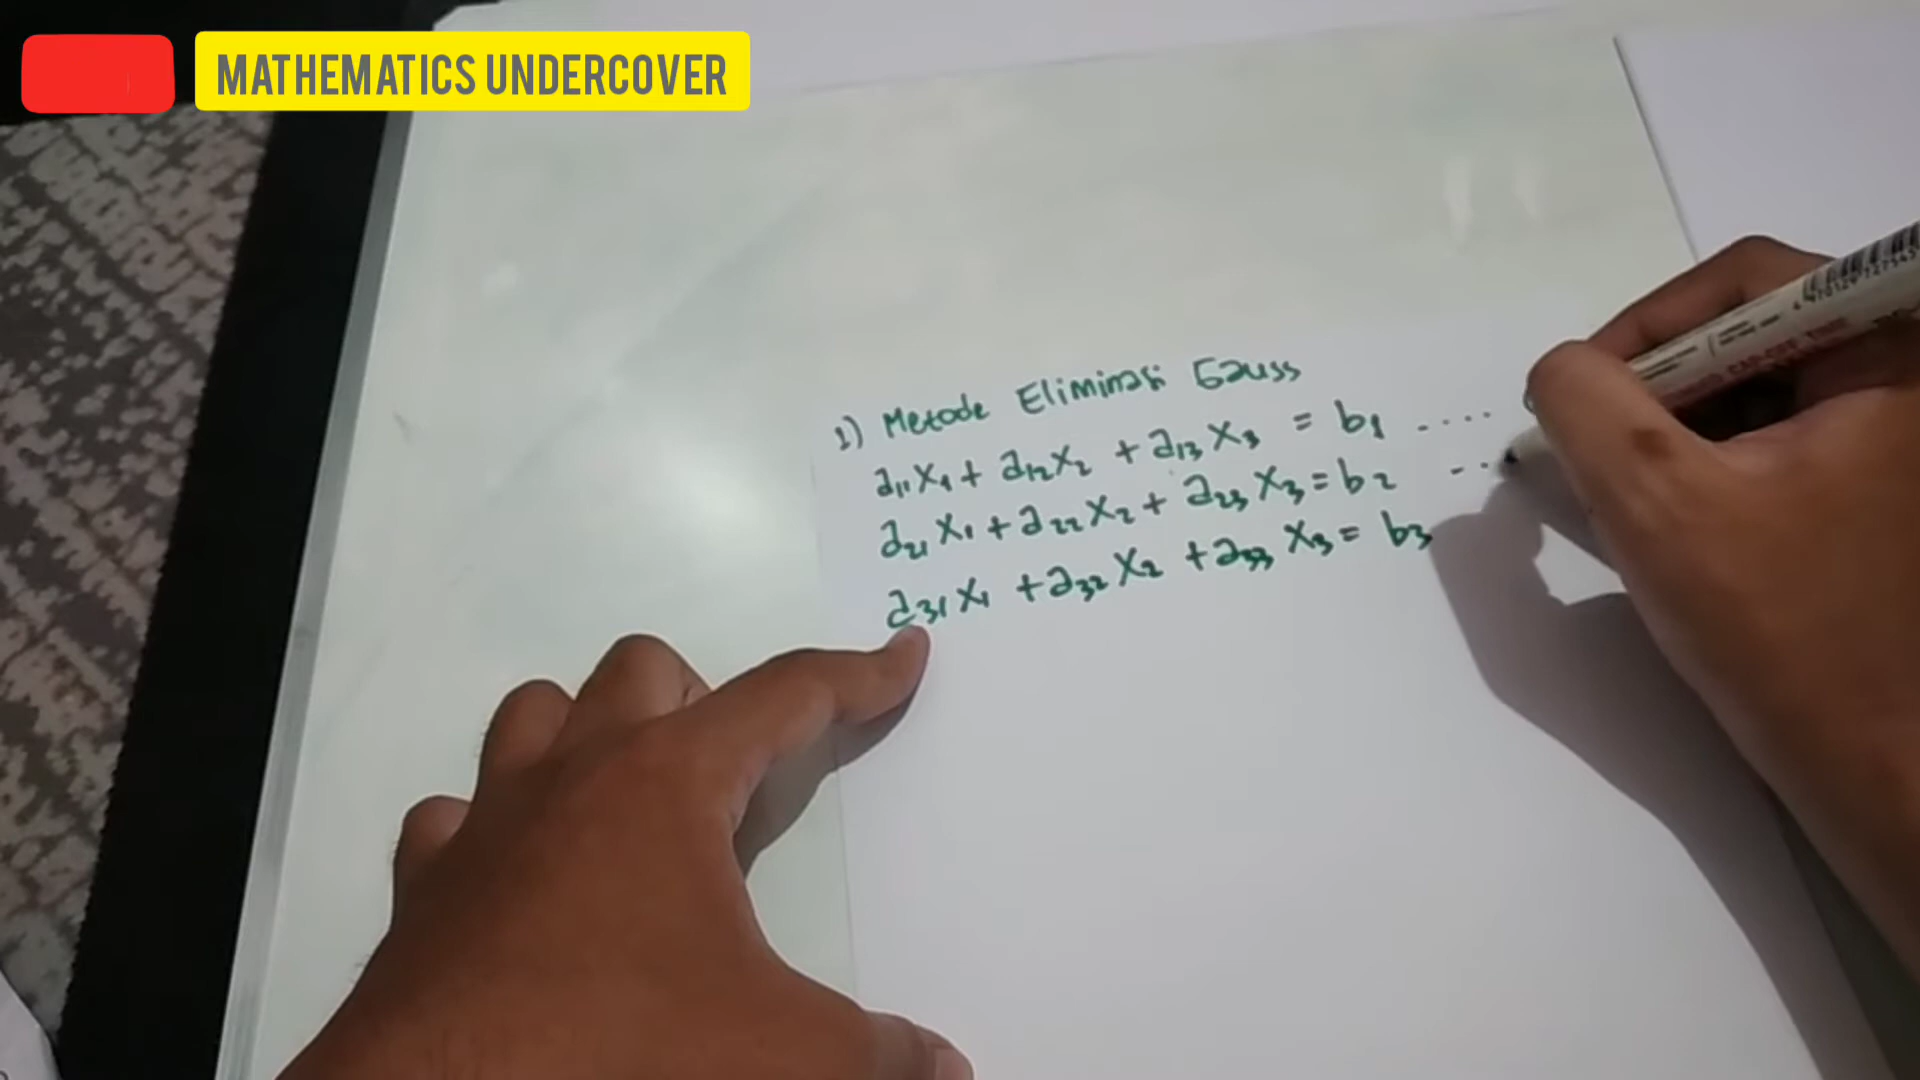 MATHEMATICS UNDERCOVER
1) Metode Eliminasi Gauss
a₁₁x₁ + a₁₂x₂ + a₁₃x₃ = b₁ ....
a₂₁x₁ + a₂₂x₂ + a₂₃x₃ = b₂ ..
a₃₁x₁ + a₃₂x₂ + a₃₃x₃ = b₃